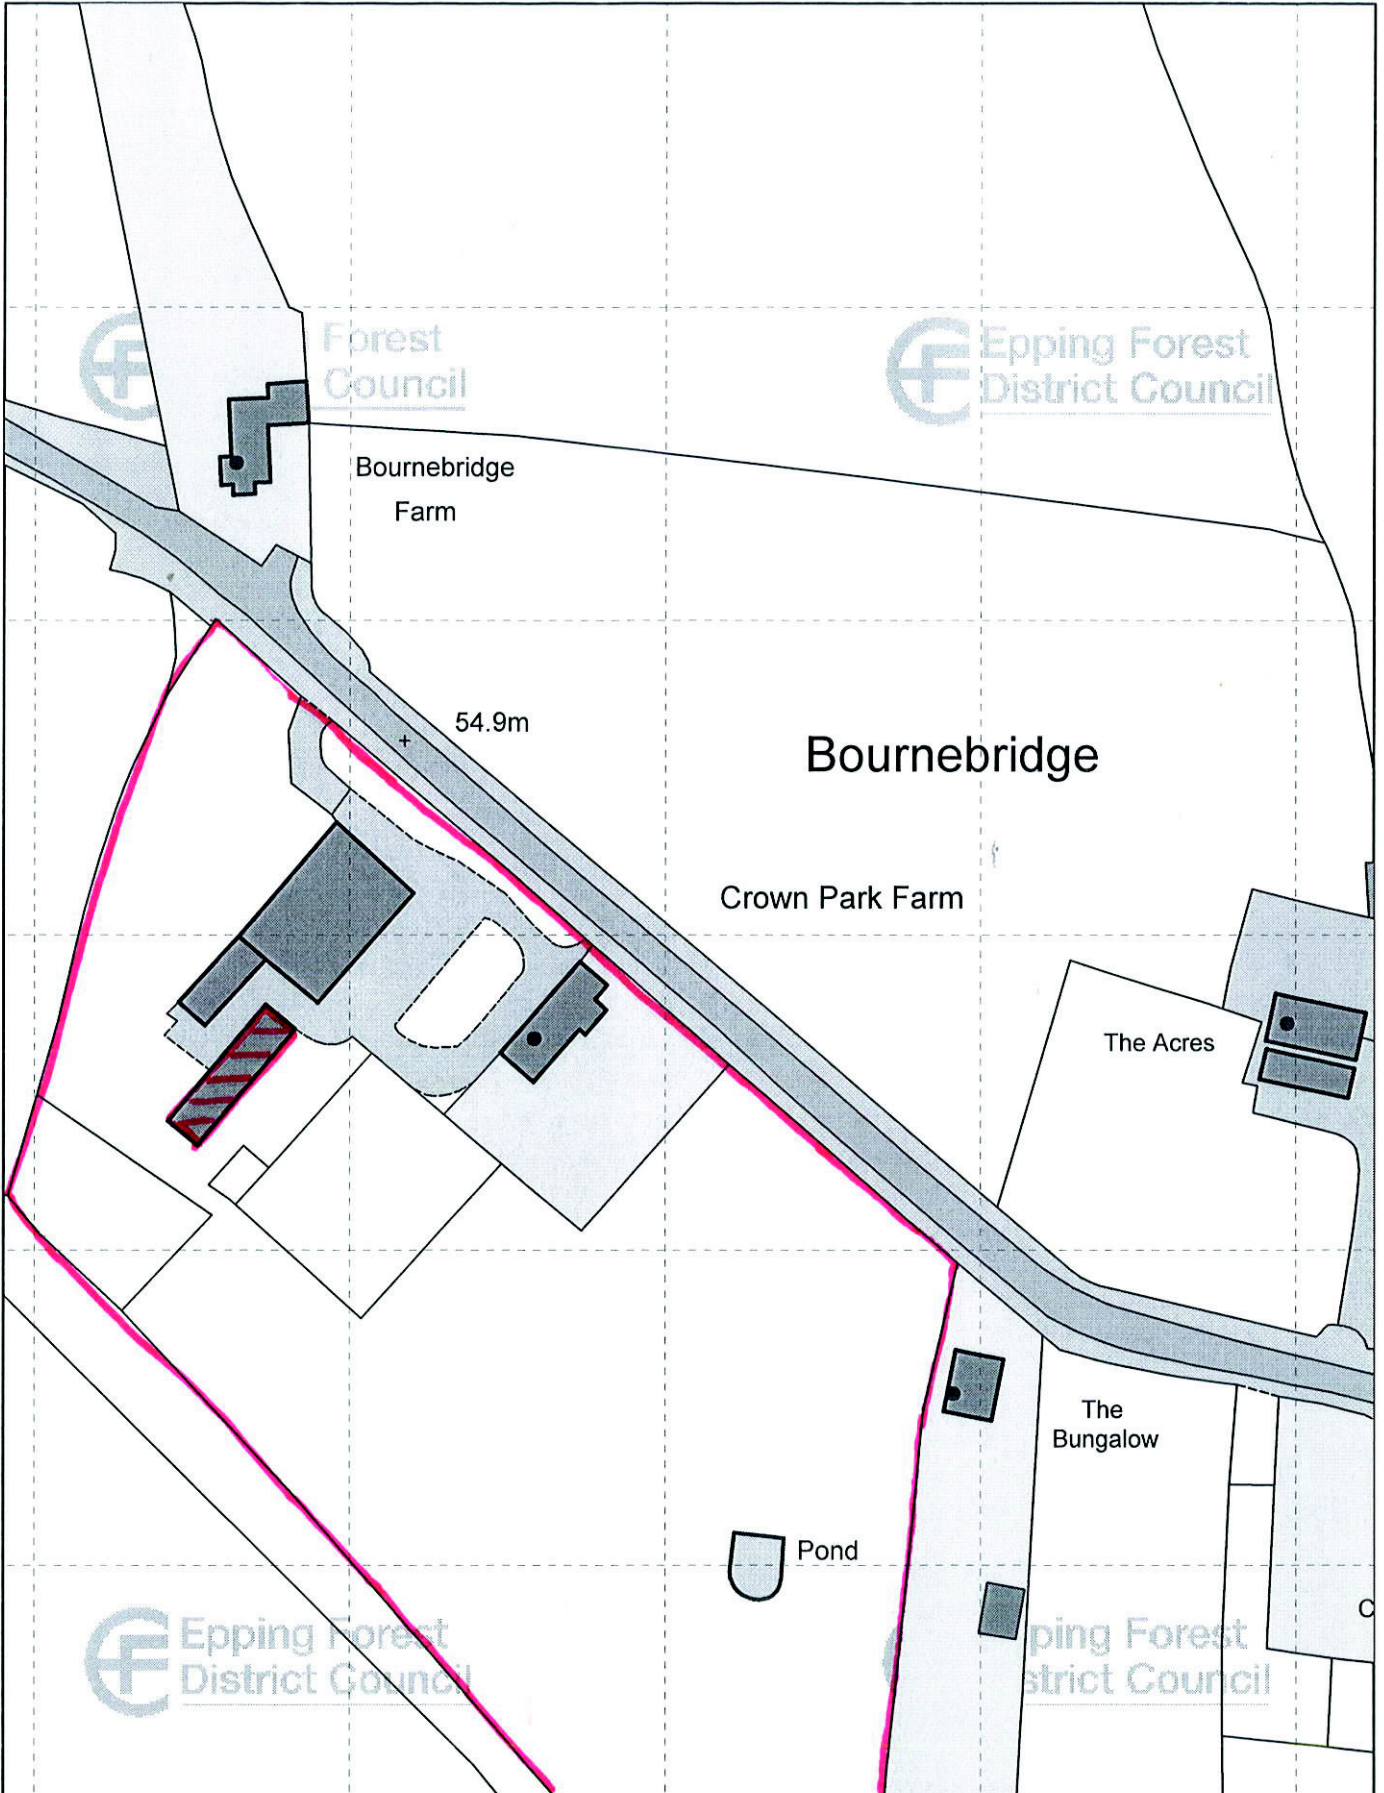 Forest
Council
Epping Forest
District Council
Bournebridge
Farm
54.9m
Bournebridge
Crown Park Farm
The Acres
The
Bungalow
Pond
C
Epping Forest
District Council
ping Forest
strict Council